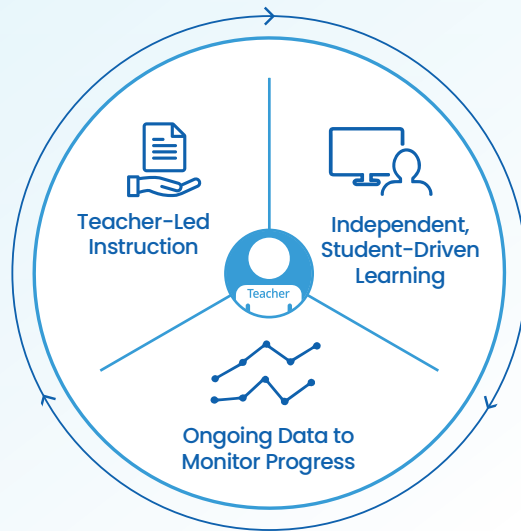 Teacher-Led
Instruction
Independent,
Student-Driven
Learning
Teacher
Ongoing Data to
Monitor Progress